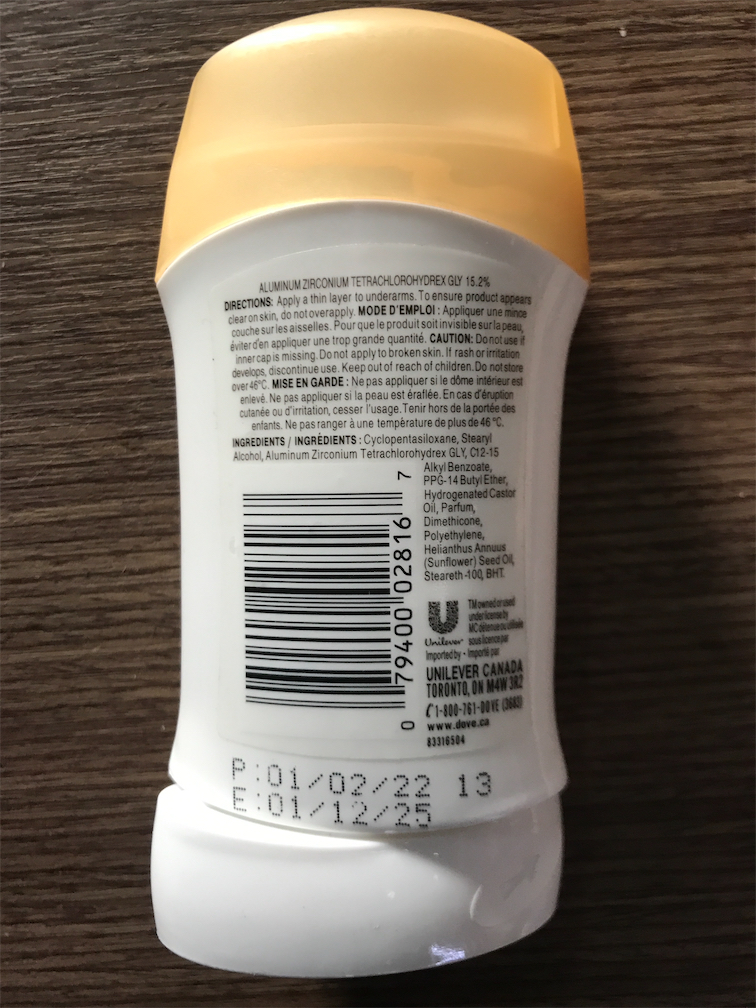 ALUMINUM ZIRCONIUM TETRACHLOROHYDREX GLY 15.2%
DIRECTIONS: Apply a thin layer to underarms. To ensure product appears
clear on skin, do not overapply. MODE D'EMPLOI : Appliquer une mince
couche sur les aisselles. Pour que le produit soit invisible sur la peau,
éviter d'en appliquer une trop grande quantité. CAUTION: Do not use if
inner cap is missing. Do not apply to broken skin. If rash or irritation
develops, discontinue use. Keep out of reach of children. Do not store
over 46°C. MISE EN GARDE : Ne pas appliquer si le dôme intérieur est
enlevé. Ne pas appliquer si la peau est éraflée. En cas d'éruption
cutanée ou d'irritation, cesser l'usage. Tenir hors de la portée des
enfants. Ne pas ranger à une température de plus de 46 °C.
INGREDIENTS / INGRÉDIENTS : Cyclopentasiloxane, Stearyl
Alcohol, Aluminum Zirconium Tetrachlorohydrex GLY, C12-15
Alkyl Benzoate,
PPG-14 Butyl Ether,
Hydrogenated Castor
Oil, Parfum,
Dimethicone,
Polyethylene,
Helianthus Annuus
(Sunflower) Seed Oil,
Steareth-100, BHT.
0 79400 02816 7
Unilever
TM owned or used
under license by
MC détenue ou utilisée
sous licence par
Imported by • Importé par
UNILEVER CANADA
TORONTO, ON M4W 3R2
1-800-761-DOVE (3683)
www.dove.ca
83316504
P:01/02/22 13
E:01/12/25